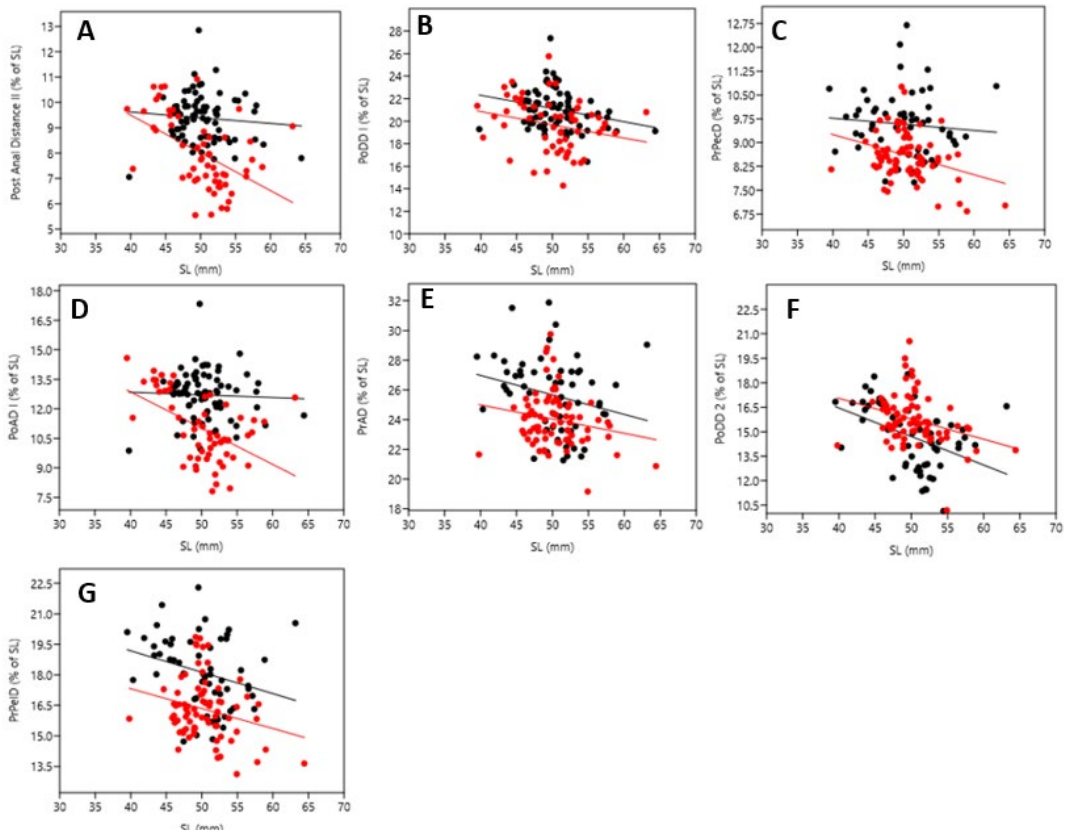 A
Post Anal Distance II (% of SL)
13
12
11
10
9
8
7
6
5
30 35 40 45 50 55 60 65 70
SL (mm)
B
PoDD I (% of SL)
28
26
24
22
20
18
16
14
12
10
30 35 40 45 50 55 60 65 70
SL (mm)
C
PrPecD (% of SL)
12.75
12.00
11.25
10.50
9.75
9.00
8.25
7.50
6.75
30 35 40 45 50 55 60 65 70
SL (mm)
D
PoAD I (% of SL)
18.0
16.5
15.0
13.5
12.0
10.5
9.0
7.5
30 35 40 45 50 55 60 65 70
SL (mm)
E
PrAD (% of SL)
32
30
28
26
24
22
20
18
30 35 40 45 50 55 60 65 70
SL (mm)
F
PoDD 2 (% of SL)
22.5
21.0
19.5
18.0
16.5
15.0
13.5
12.0
10.5
30 35 40 45 50 55 60 65 70
SL (mm)
G
PrPelD (% of SL)
22.5
21.0
19.5
18.0
16.5
15.0
13.5
30 35 40 45 50 55 60 65 70
SL (mm)